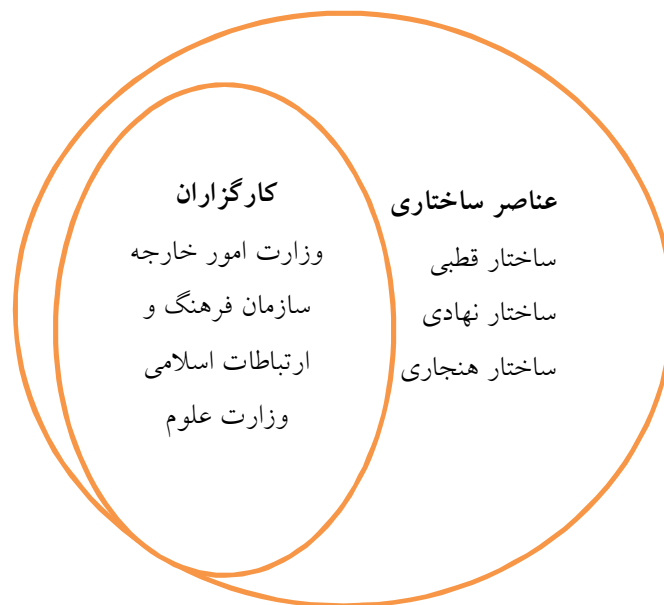 عناصر ساختاری
ساختار قطبی
ساختار نهادی
ساختار هنجاری
کارگزاران
وزارت امور خارجه
سازمان فرهنگ و
ارتباطات اسلامی
وزارت علوم